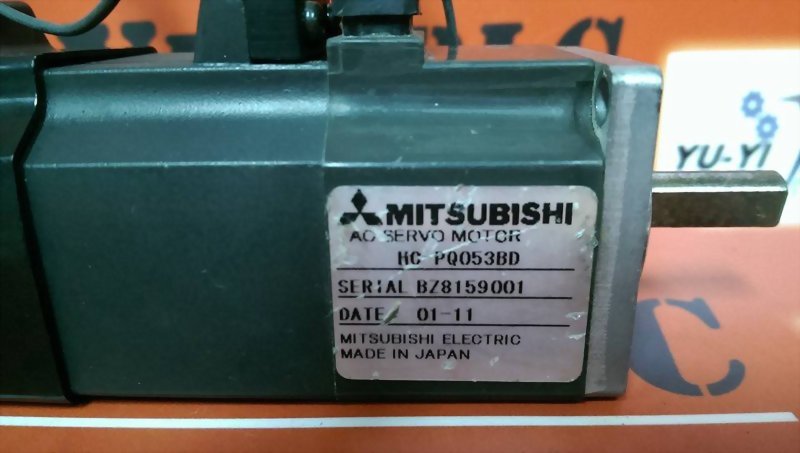 YU-YI
MITSUBISHI
AC SERVO MOTOR
HC-PQ053BD
SERIAL BZ8159001
DATE 01-11
MITSUBISHI ELECTRIC
MADE IN JAPAN